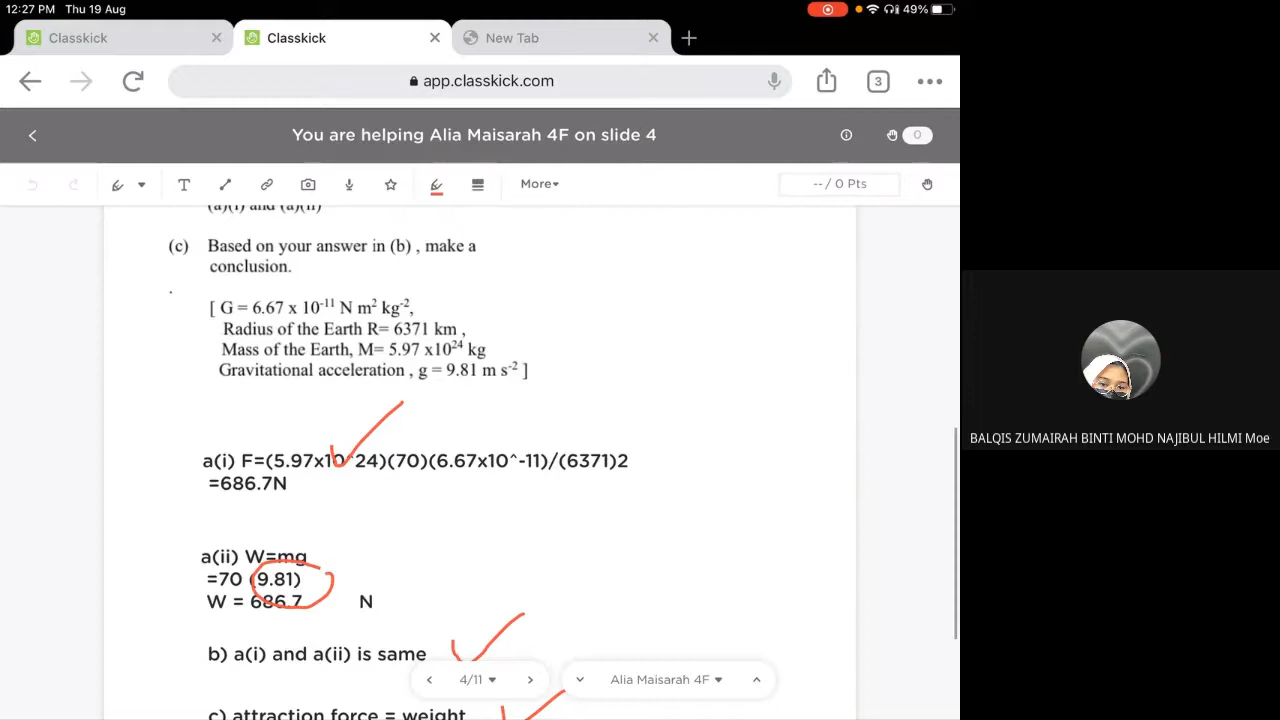 12:27 PM Thu 19 Aug
49%
Classkick
Classkick
New Tab
app.classkick.com
3
You are helping Alia Maisarah 4F on slide 4
0
T
More
-- / 0 Pts
(a)(i) and (a)(ii)
(c) Based on your answer in (b) , make a
conclusion.
[ G = 6.67 x 10⁻¹¹ N m² kg⁻²,
Radius of the Earth R= 6371 km ,
Mass of the Earth, M= 5.97 x10²⁴ kg
Gravitational acceleration , g = 9.81 m s⁻² ]
a(i) F=(5.97x10^24)(70)(6.67x10^-11)/(6371)2
=686.7N
a(ii) W=mg
=70 (9.81)
W = 686.7 N
b) a(i) and a(ii) is same
4/11
Alia Maisarah 4F
c) attraction force = weight
BALQIS ZUMAIRAH BINTI MOHD NAJIBUL HILMI Moe